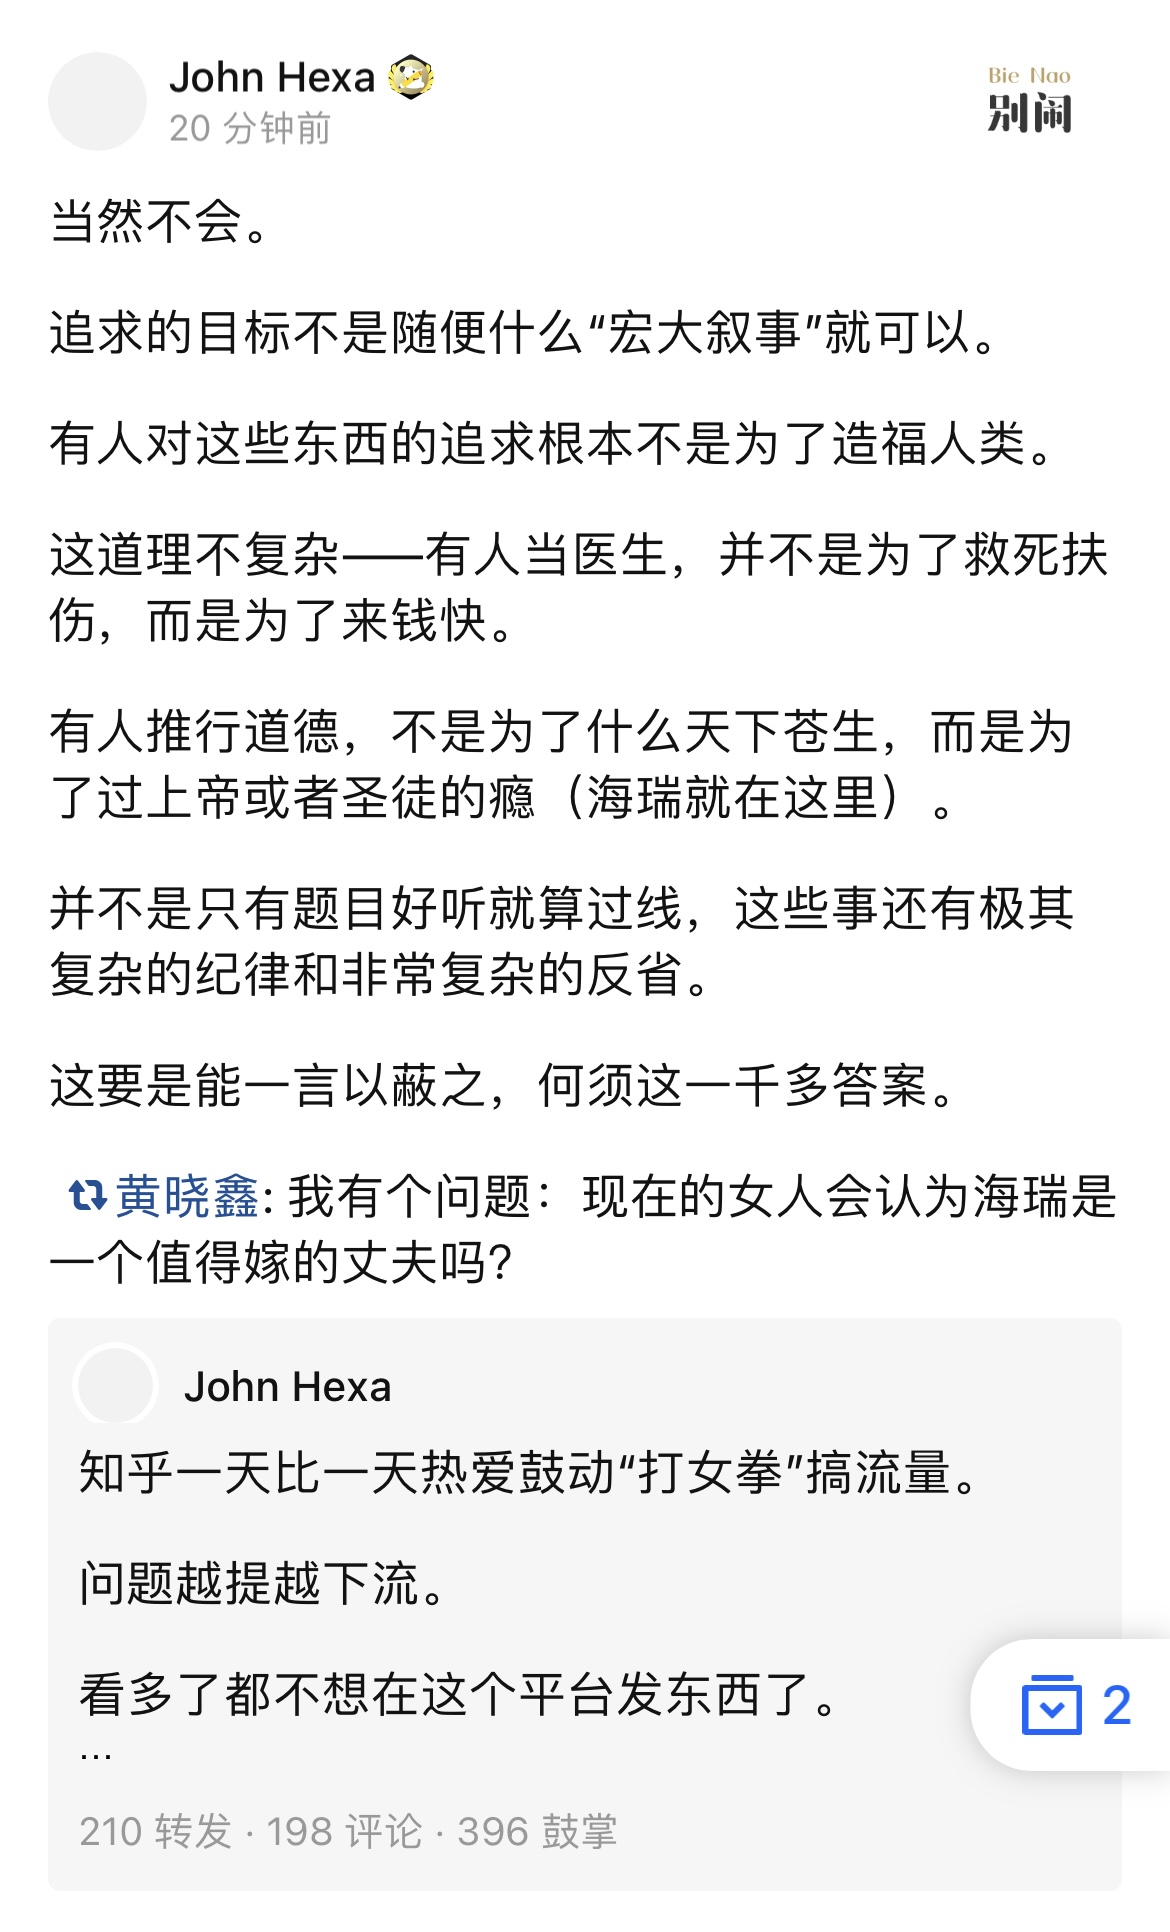 John Hexa
20 分钟前
Bie Nao
别闹
当然不会。
追求的目标不是随便什么“宏大叙事”就可以。
有人对这些东西的追求根本不是为了造福人类。
这道理不复杂——有人当医生，并不是为了救死扶
伤，而是为了来钱快。
有人推行道德，不是为了什么天下苍生，而是为
了过上帝或者圣徒的瘾（海瑞就在这里）。
并不是只有题目好听就算过线，这些事还有极其
复杂的纪律和非常复杂的反省。
这要是能一言以蔽之，何须这一千多答案。
黄晓鑫: 我有个问题：现在的女人会认为海瑞是
一个值得嫁的丈夫吗?
John Hexa
知乎一天比一天热爱鼓动“打女拳”搞流量。
问题越提越下流。
看多了都不想在这个平台发东西了。
...
2
210 转发 · 198 评论 · 396 鼓掌